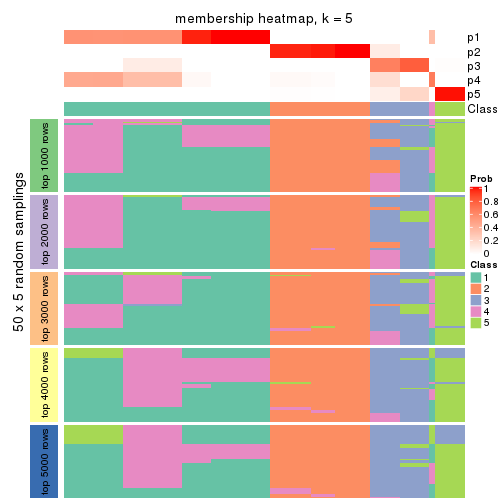 membership heatmap, k = 5
p1
p2
p3
p4
p5
Class
50 x 5 random samplings
top 1000 rows
top 2000 rows
top 3000 rows
top 4000 rows
top 5000 rows
Prob
1
0.8
0.6
0.4
0.2
0
Class
1
2
3
4
5